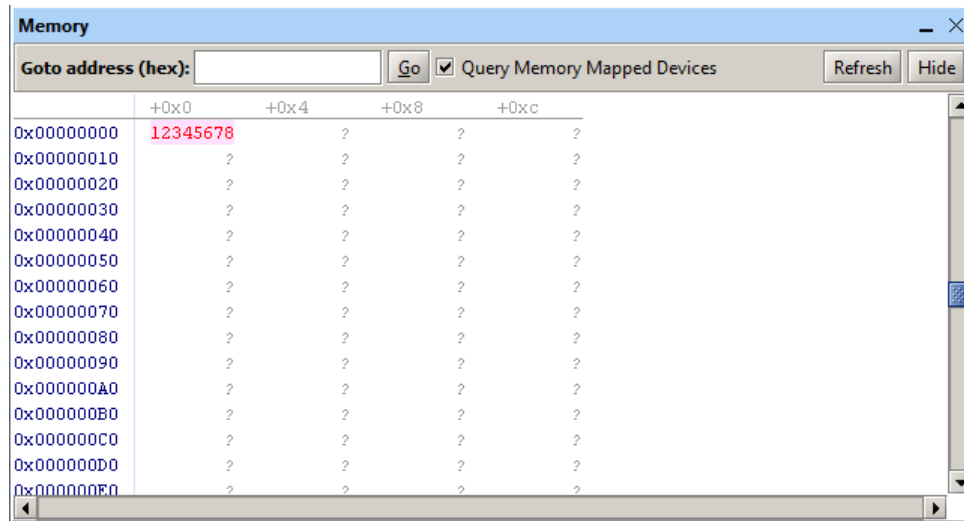 Memory
Goto address (hex): Go Query Memory Mapped Devices Refresh Hide
+0x0 +0x4 +0x8 +0xc
0x00000000 12345678 ? ? ?
0x00000010 ? ? ? ?
0x00000020 ? ? ? ?
0x00000030 ? ? ? ?
0x00000040 ? ? ? ?
0x00000050 ? ? ? ?
0x00000060 ? ? ? ?
0x00000070 ? ? ? ?
0x00000080 ? ? ? ?
0x00000090 ? ? ? ?
0x000000A0 ? ? ? ?
0x000000B0 ? ? ? ?
0x000000C0 ? ? ? ?
0x000000D0 ? ? ? ?
0x000000E0 ? ? ? ?